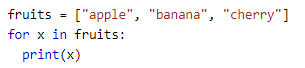 fruits = ["apple", "banana", "cherry"]
for x in fruits:
  print(x)